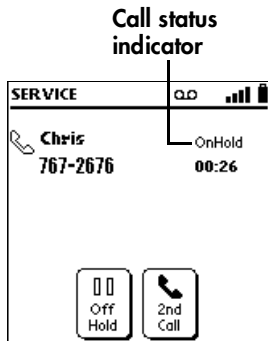 Call status
indicator
SERVICE
Chris
OnHold
767-2676
00:26
Off
Hold
2nd
Call